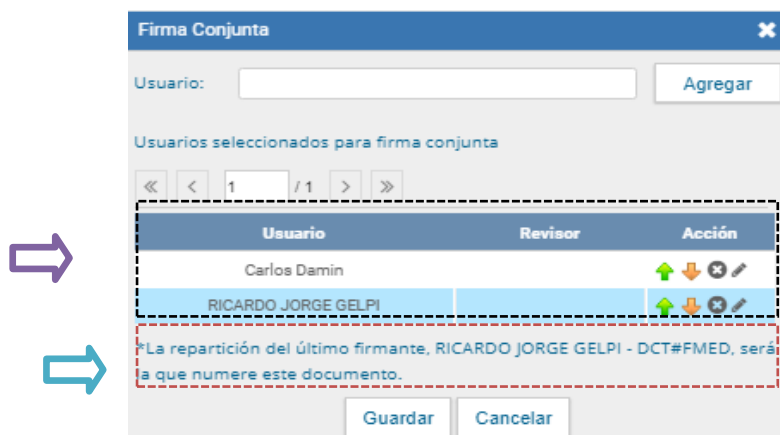 Firma Conjunta
Usuario:
Agregar
Usuarios seleccionados para firma conjunta
1 / 1
Usuario Revisor Acción
Carlos Damin
RICARDO JORGE GELPI
*La repartición del último firmante, RICARDO JORGE GELPI - DCT#FMED, será
la que numere este documento.
Guardar Cancelar